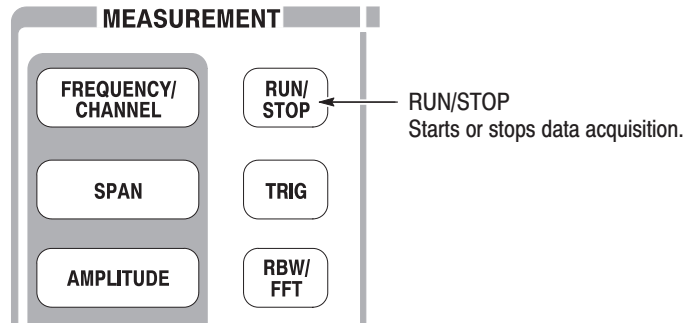 MEASUREMENT
FREQUENCY/
CHANNEL
RUN/
STOP
RUN/STOP
Starts or stops data acquisition.
SPAN
TRIG
AMPLITUDE
RBW/
FFT